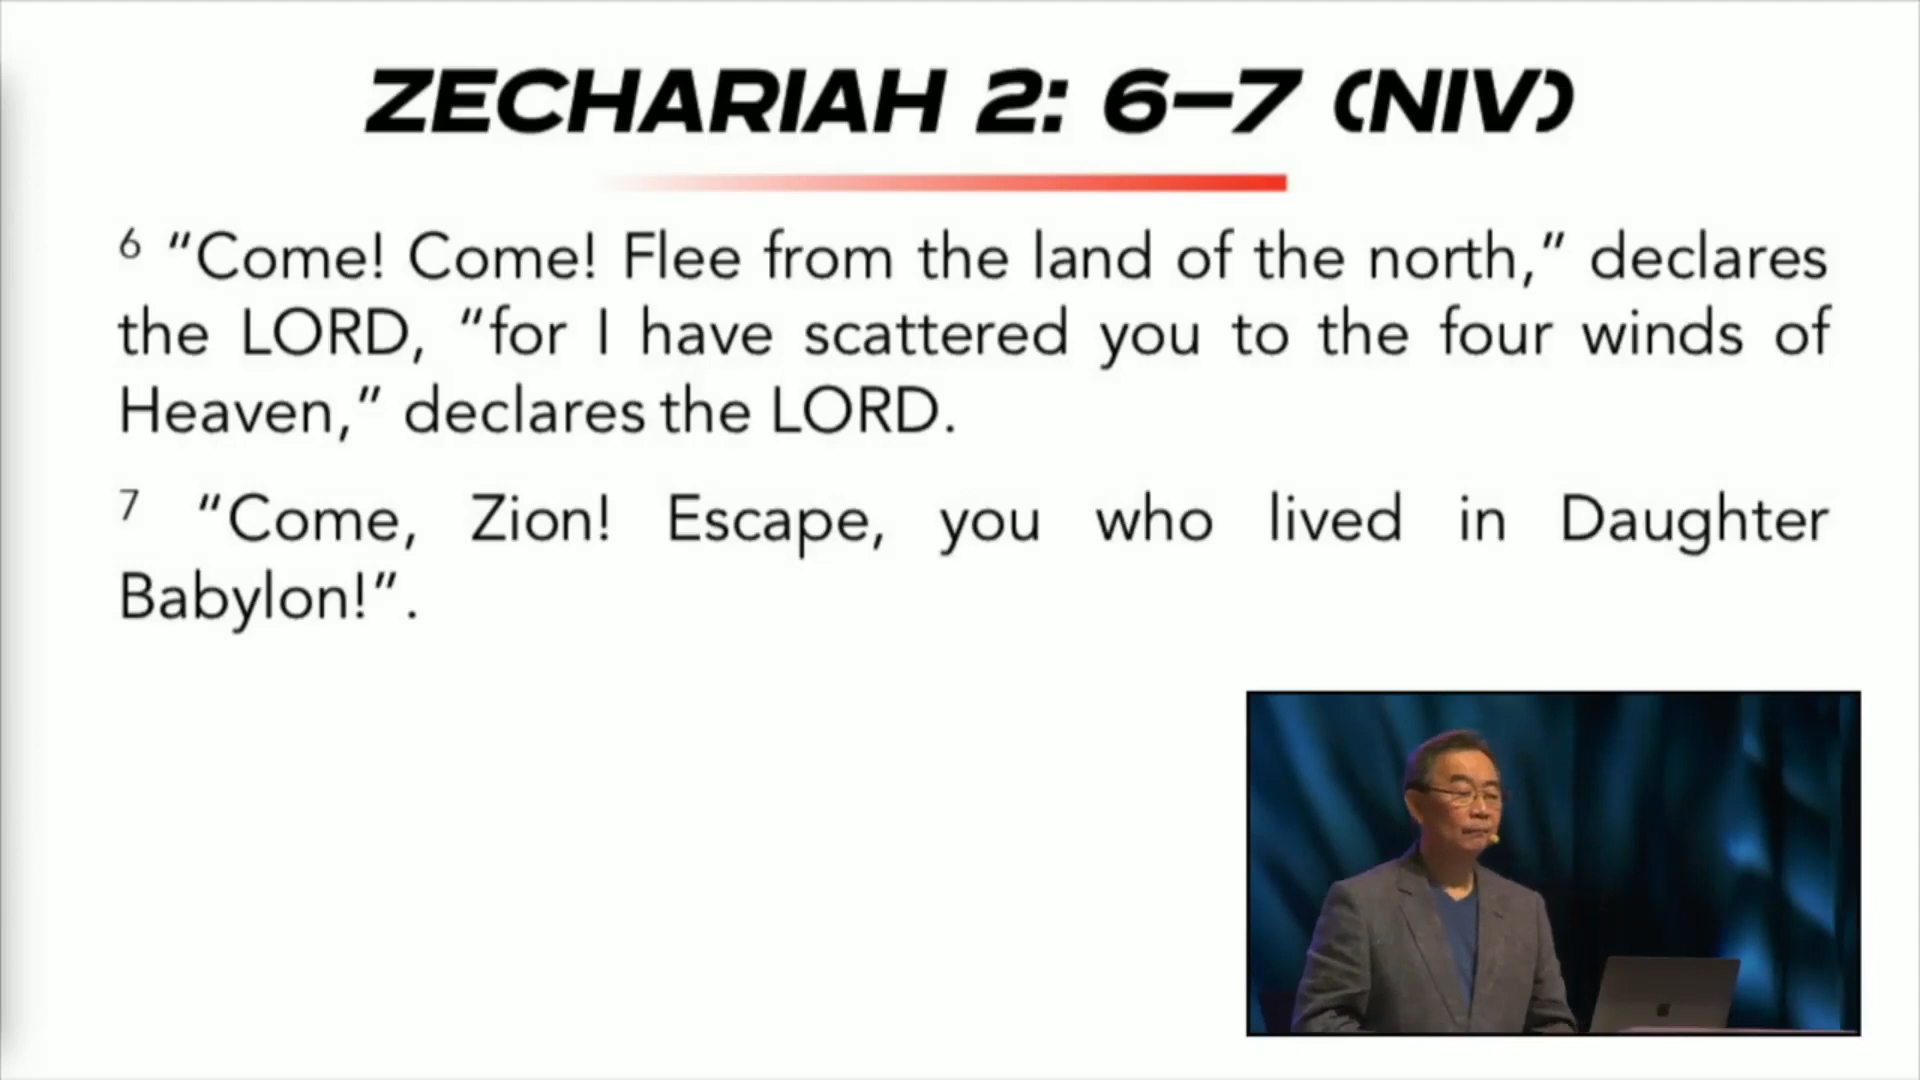 ZECHARIAH 2: 6–7 (NIV)
6 “Come! Come! Flee from the land of the north,” declares
the LORD, “for I have scattered you to the four winds of
Heaven,” declares the LORD.
7 “Come, Zion! Escape, you who lived in Daughter
Babylon!”.